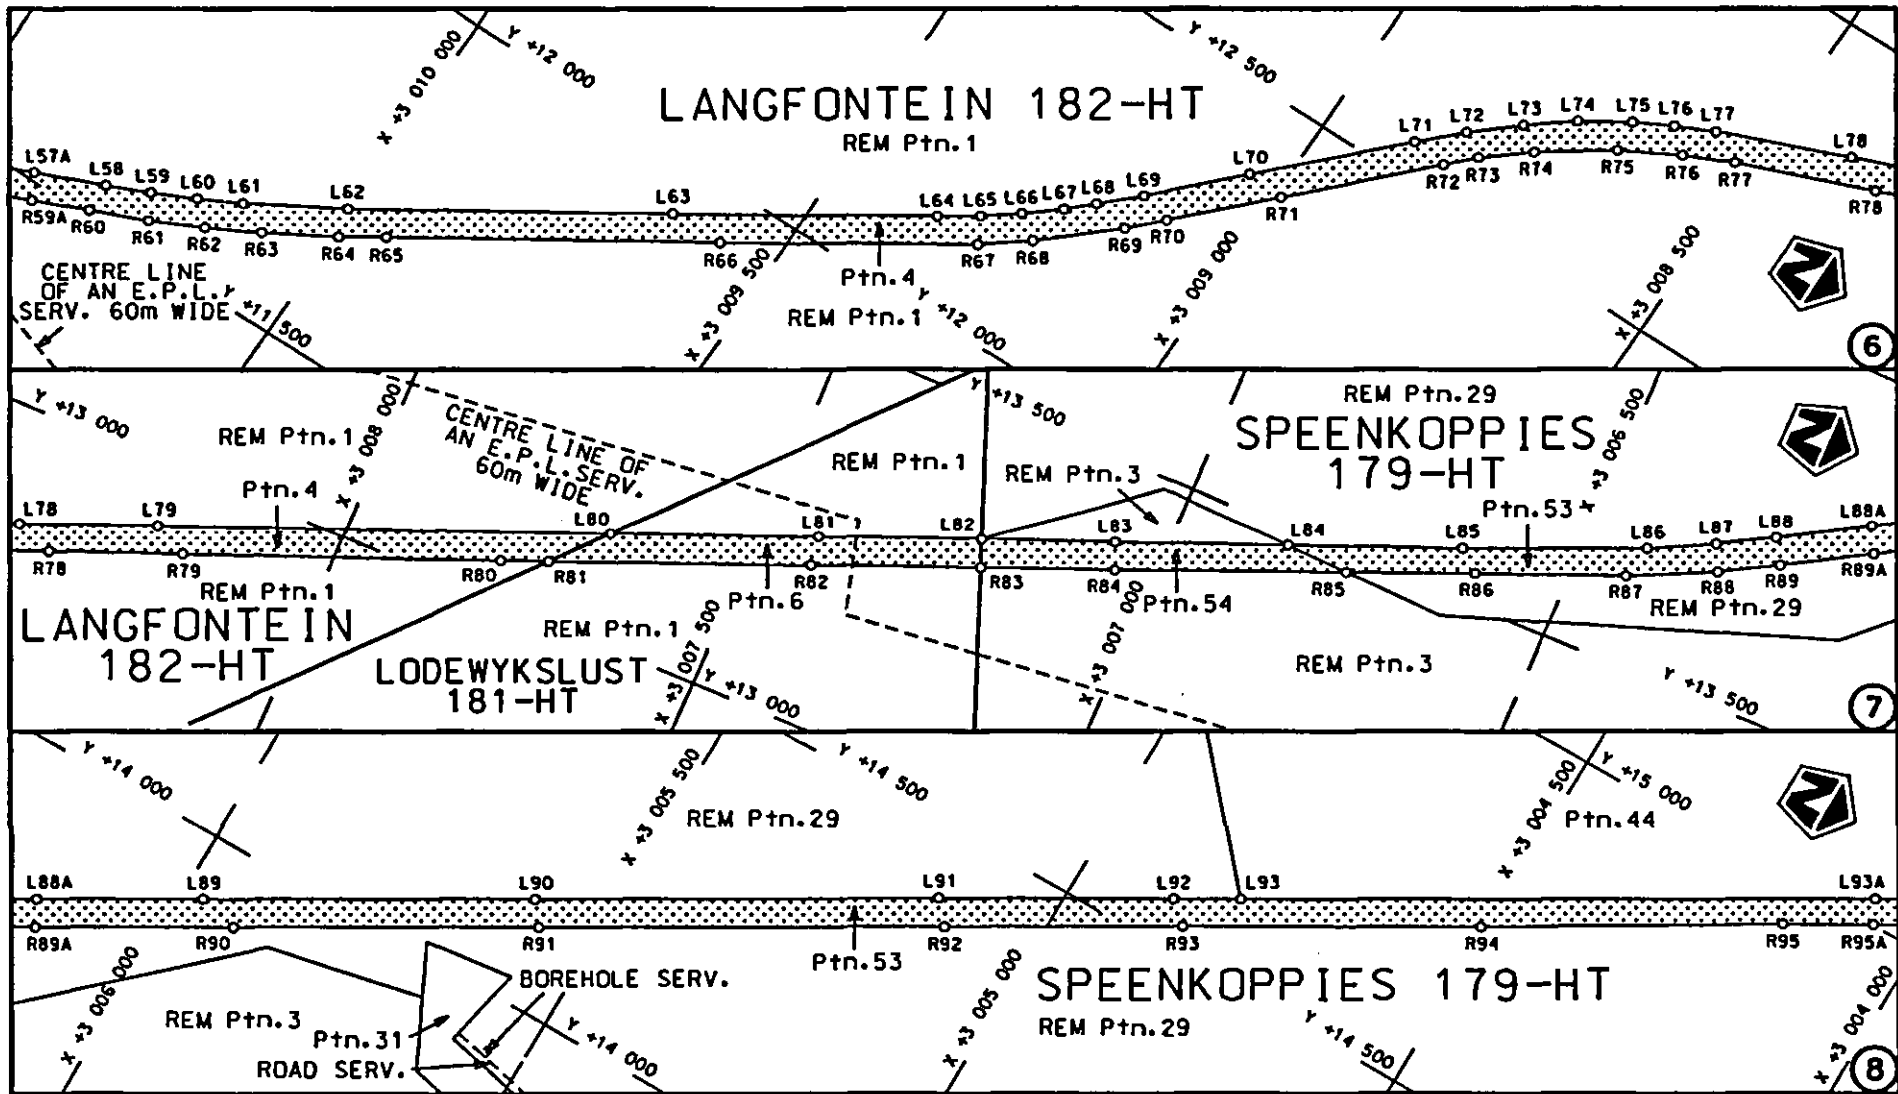 X +3 010 000
Y +12 000
Y +12 500
LANGFONTEIN 182-HT
REM Ptn.1
L57A
L58
L59
L60
L61
L62
L63
L64
L65
L66
L67
L68
L69
L70
L71
L72
L73
L74
L75
L76
L77
L78
R59A
R60
R61
R62
R63
R64
R65
R66
R67
R68
R69
R70
R71
R72
R73
R74
R75
R76
R77
R78
CENTRE LINE
OF AN E.P.L.
SERV. 60m WIDE
Y +11 500
X +3 009 500
Ptn.4
REM Ptn.1
Y +12 000
X +3 009 000
X +3 008 500
N
6
Y +13 000
REM Ptn.1
X +3 008 000
CENTRE LINE OF
AN E.P.L.SERV.
60m WIDE
REM Ptn.1
Y +13 500
REM Ptn.29
SPEENKOPPIES
179-HT
X +3 006 500
REM Ptn.3
Ptn.53
Ptn.4
L78
L79
L80
L81
L82
L83
L84
L85
L86
L87
L88
L88A
R78
R79
R80
R81
R82
R83
R84
R85
R86
R87
R88
R89
R89A
REM Ptn.1
LANGFONTEIN
182-HT
REM Ptn.1
LODEWYKSLUST
181-HT
X +3 007 500
Ptn.6
Y +13 000
X +3 007 000
Ptn.54
REM Ptn.3
REM Ptn.29
Y +13 500
N
7
Y +14 000
X +3 005 500
REM Ptn.29
Y +14 500
X +3 004 500
Y +15 000
Ptn.44
N
L88A
L89
L90
L91
L92
L93
L93A
R89A
R90
R91
R92
R93
R94
R95
R95A
X +3 006 000
REM Ptn.3
Ptn.31
ROAD SERV.
BOREHOLE SERV.
Y +14 000
Ptn.53
X +3 005 000
SPEENKOPPIES 179-HT
REM Ptn.29
Y +14 500
X +3 004 000
8